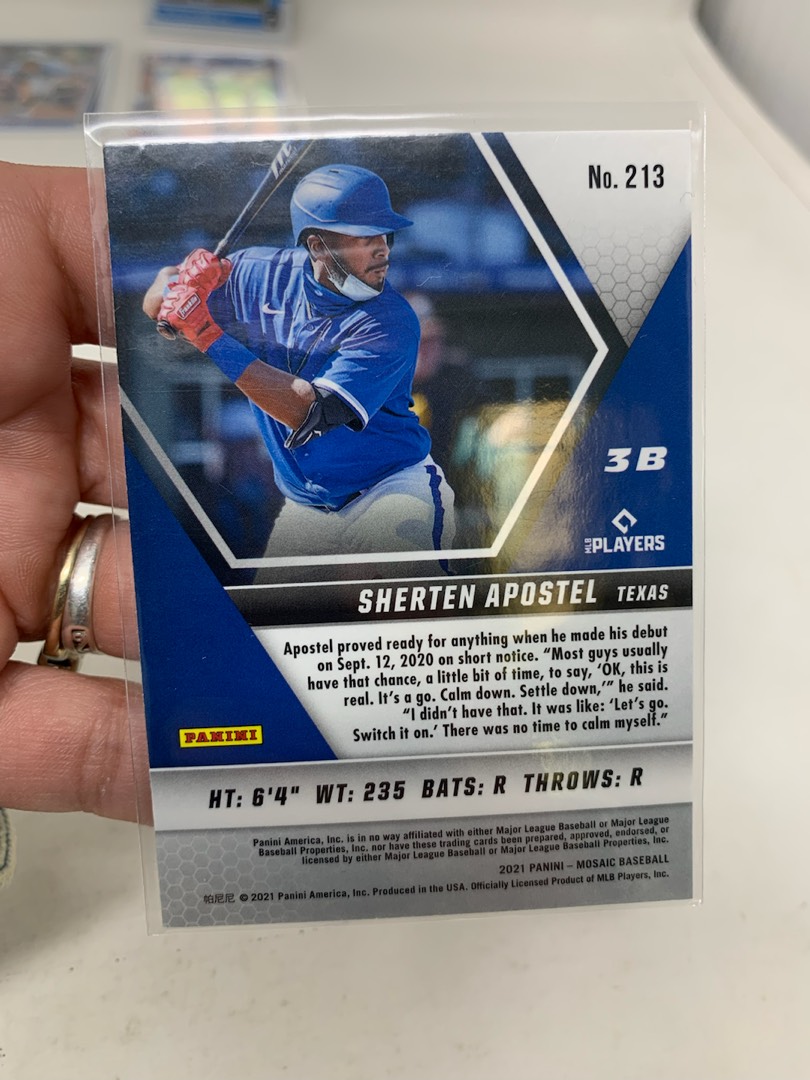 No. 213
3B
MLB PLAYERS
SHERTEN APOSTEL TEXAS
Apostel proved ready for anything when he made his debut
on Sept. 12, 2020 on short notice. “Most guys usually
have that chance, a little bit of time, to say, ‘OK, this is
real. It’s a go. Calm down. Settle down,’” he said.
“I didn’t have that. It was like: ‘Let’s go.
Switch it on.’ There was no time to calm myself.”
PANINI
HT: 6'4" WT: 235 BATS: R THROWS: R
Panini America, Inc. is in no way affiliated with either Major League Baseball or Major League
Baseball Properties, Inc. nor have these trading cards been prepared, approved, endorsed, or
licensed by either Major League Baseball or Major League Baseball Properties, Inc.
2021 PANINI – MOSAIC BASEBALL
帕尼尼 © 2021 Panini America, Inc. Produced in the USA. Officially Licensed Product of MLB Players, Inc.